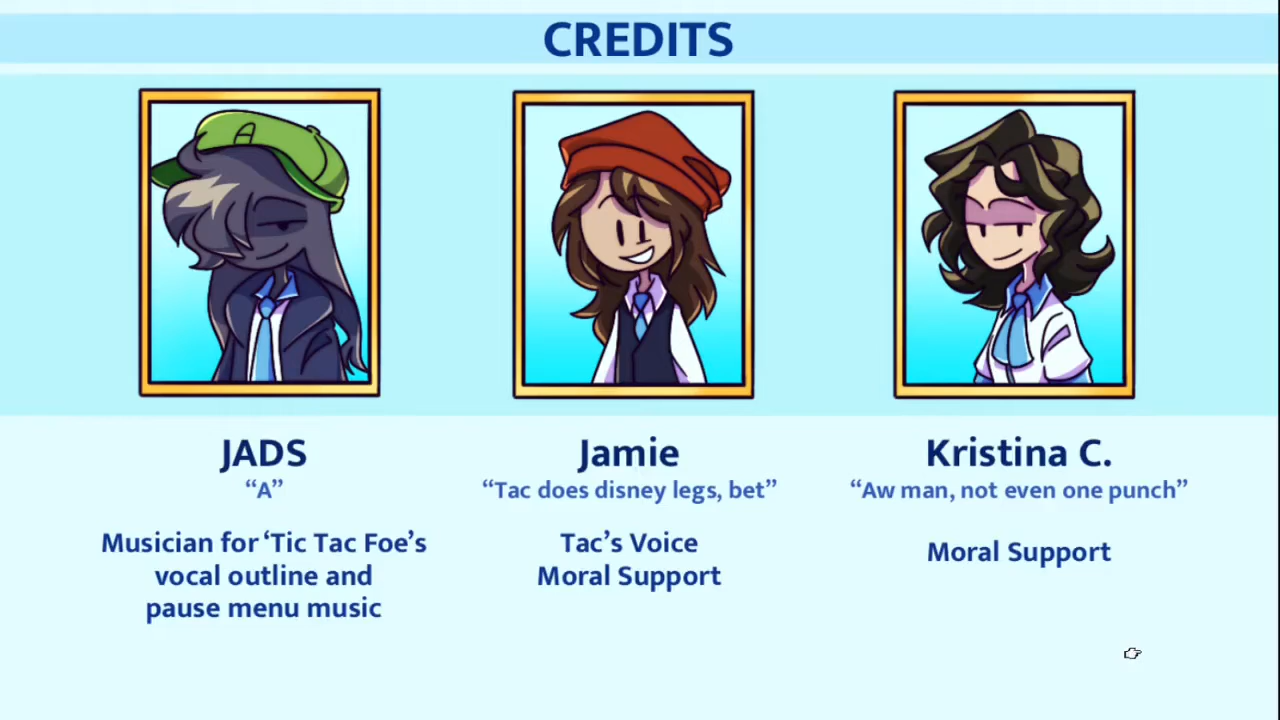 CREDITS
JADS
“A”
Musician for ‘Tic Tac Foe’s
vocal outline and
pause menu music
Jamie
“Tac does disney legs, bet”
Tac’s Voice
Moral Support
Kristina C.
“Aw man, not even one punch”
Moral Support